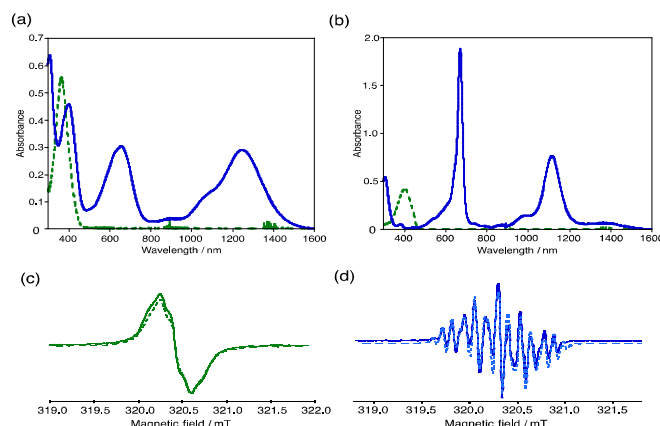 (a)
(b)
0.7
0.6
0.5
0.4
0.3
0.2
0.1
0
Absorbance
400 600 800 1000 1200 1400 1600
Wavelength / nm
2.0
1.5
1.0
0.5
0
Absorbance
400 600 800 1000 1200 1400 1600
Wavelength / nm
(c)
(d)
319.0 319.5 320.0 320.5 321.0 321.5 322.0
Magnetic field / mT
319.0 319.5 320.0 320.5 321.0 321.5
Magnetic field / mT